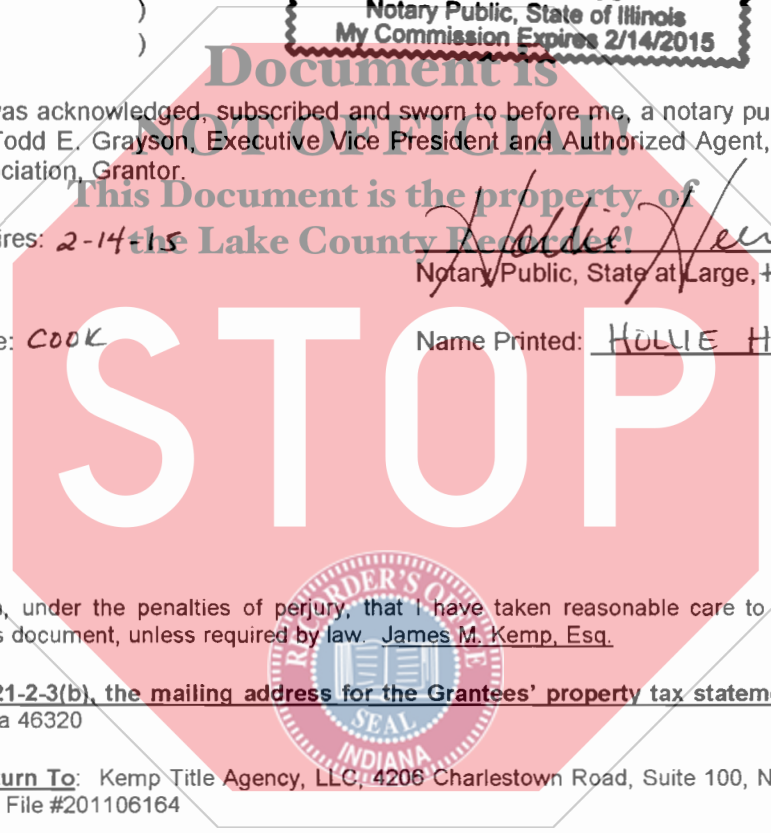 )
Notary Public, State of Illinois
)
My Commission Expires 2/14/2015
Document is
was acknowledged, subscribed and sworn to before me, a notary pu
NOT OFFICIAL!
Todd E. Grayson, Executive Vice President and Authorized Agent,
ciation, Grantor.
This Document is the property of
the Lake County Recorder!
ires: 2-14-15
Hollie
Notary Public, State at Large,
e: COOK
Name Printed: HOLLIE H
STOP
, under the penalties of perjury, that I have taken reasonable care to
s document, unless required by law. James M. Kemp, Esq.
RECORDER'S OFFICE
21-2-3(b), the mailing address for the Grantees' property tax stateme
a 46320
SEAL
INDIANA
urn To: Kemp Title Agency, LLC, 4206 Charlestown Road, Suite 100, N
File #201106164